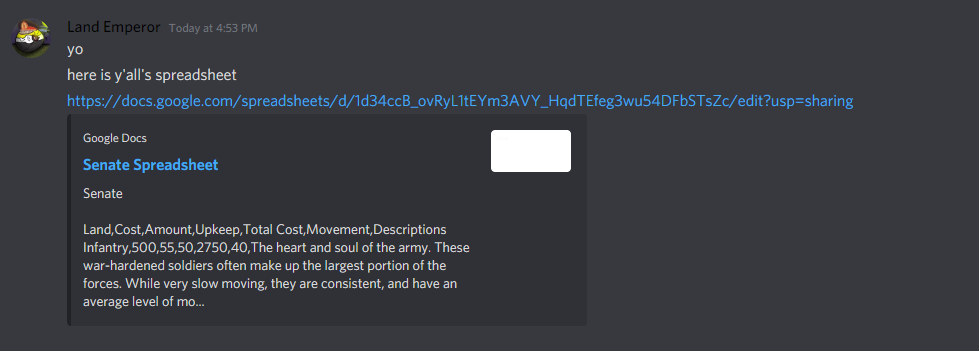 Land Emperor Today at 4:53 PM
yo
here is y'all's spreadsheet
https://docs.google.com/spreadsheets/d/1d34ccB_ovRyL1tEYm3AVY_HqdTEfeg3wu54DFbSTsZc/edit?usp=sharing
Google Docs
Senate Spreadsheet
Senate
Land,Cost,Amount,Upkeep,Total Cost,Movement,Descriptions
Infantry,500,55,50,2750,40,The heart and soul of the army. These
war-hardened soldiers often make up the largest portion of the
forces. While very slow moving, they are consistent, and have an
average level of mo...